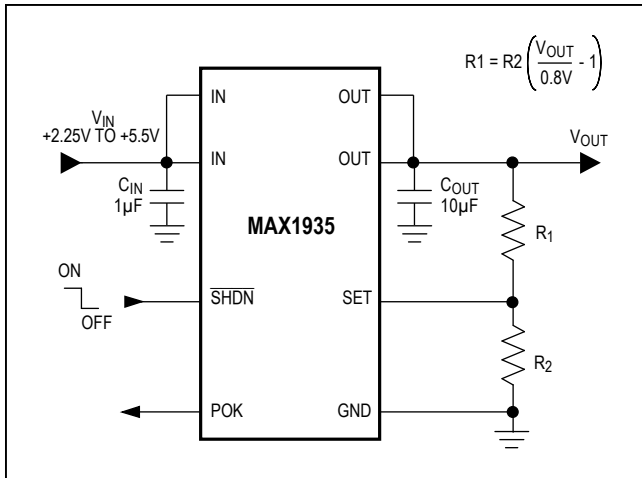 R1 = R2 (VOUT / 0.8V - 1)
VIN
+2.25V TO +5.5V
IN
OUT
VOUT
IN
OUT
CIN
1µF
COUT
10µF
MAX1935
R1
ON
OFF
SHDN
SET
R2
POK
GND